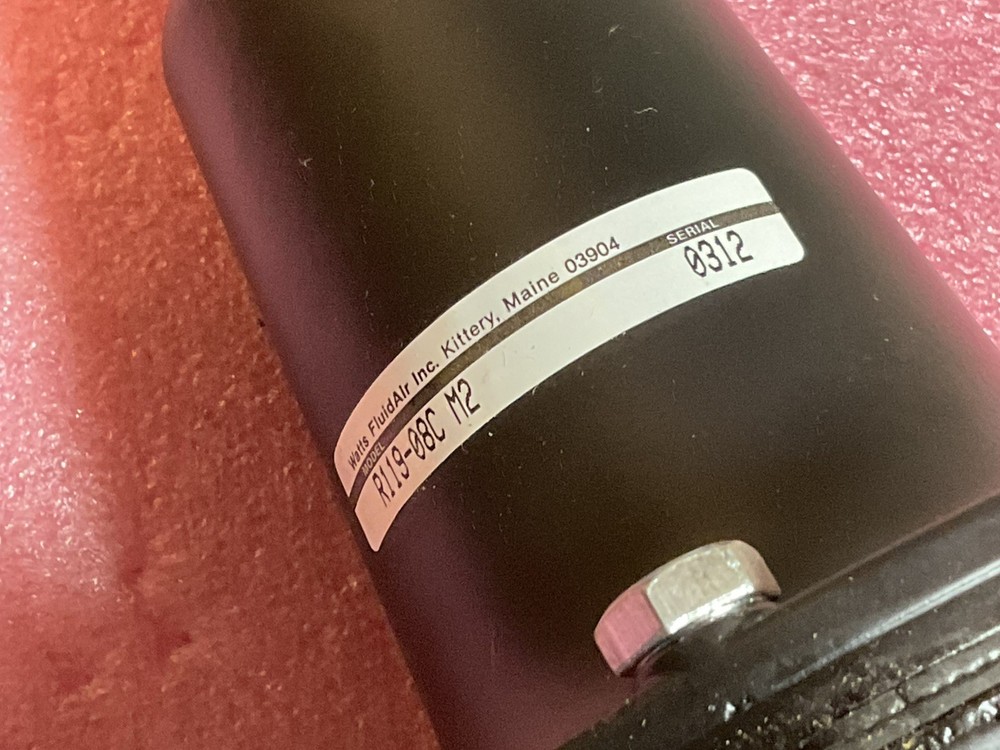 Watts FluidAir Inc. Kittery, Maine 03904
MODEL
SERIAL
R119-08C M2
0312